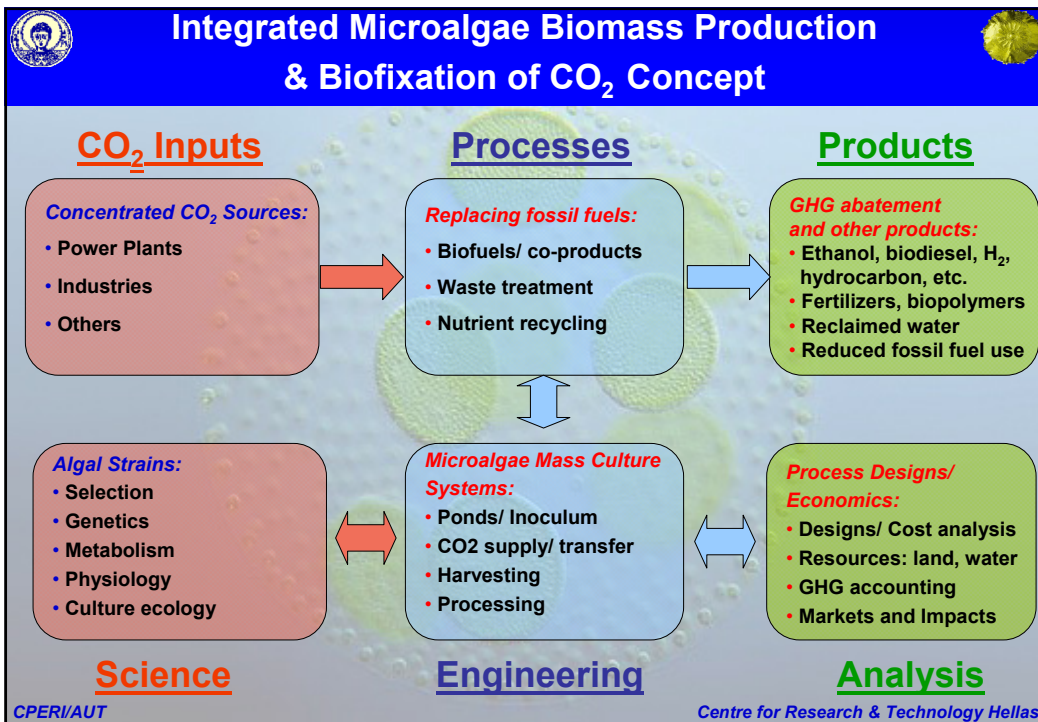 Integrated Microalgae Biomass Production
& Biofixation of CO₂ Concept
CO₂ Inputs
Concentrated CO₂ Sources:
• Power Plants
• Industries
• Others
Processes
Replacing fossil fuels:
• Biofuels/ co-products
• Waste treatment
• Nutrient recycling
Products
GHG abatement
and other products:
• Ethanol, biodiesel, H₂,
hydrocarbon, etc.
• Fertilizers, biopolymers
• Reclaimed water
• Reduced fossil fuel use
Algal Strains:
• Selection
• Genetics
• Metabolism
• Physiology
• Culture ecology
Science
Microalgae Mass Culture
Systems:
• Ponds/ Inoculum
• CO2 supply/ transfer
• Harvesting
• Processing
Engineering
Process Designs/
Economics:
• Designs/ Cost analysis
• Resources: land, water
• GHG accounting
• Markets and Impacts
Analysis
CPERI/AUT
Centre for Research & Technology Hellas